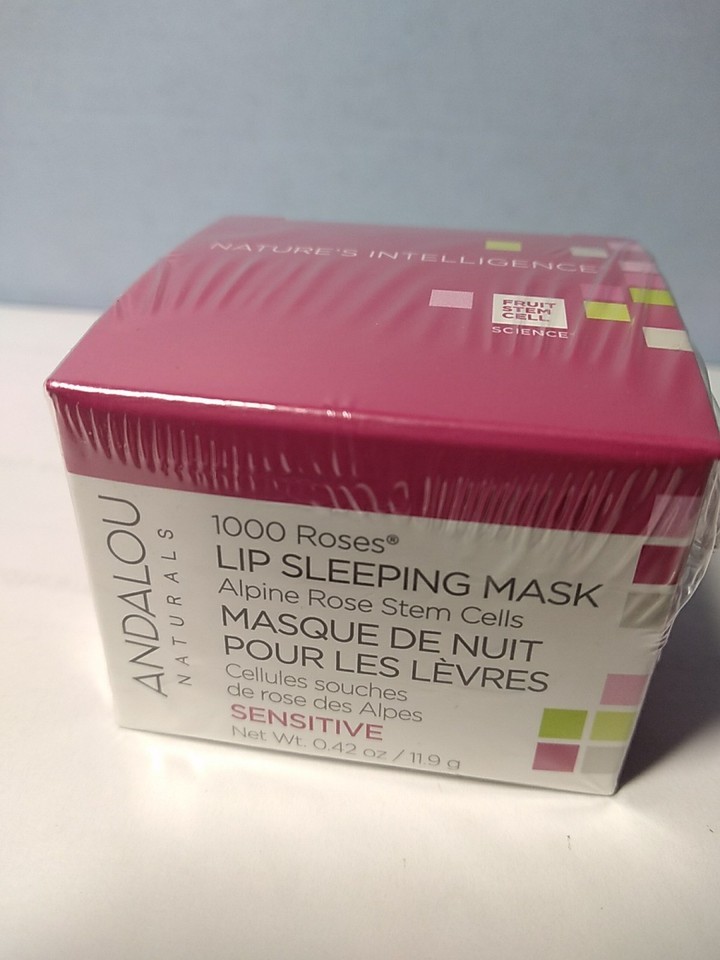 NATURE'S INTELLIGENCE
FRUIT
STEM
CELL
SCIENCE
ANDALOU
NATURALS
1000 Roses®
LIP SLEEPING MASK
Alpine Rose Stem Cells
MASQUE DE NUIT
POUR LES LÈVRES
Cellules souches
de rose des Alpes
SENSITIVE
Net Wt. 0.42 oz / 11.9 g